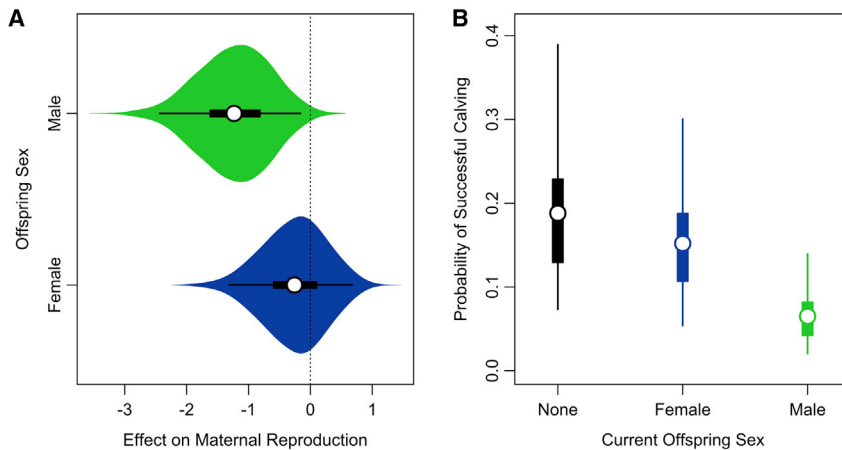 A
Offspring Sex
Male
Female
-3 -2 -1 0 1
Effect on Maternal Reproduction
B
Probability of Successful Calving
0.4
0.3
0.2
0.1
0.0
None Female Male
Current Offspring Sex